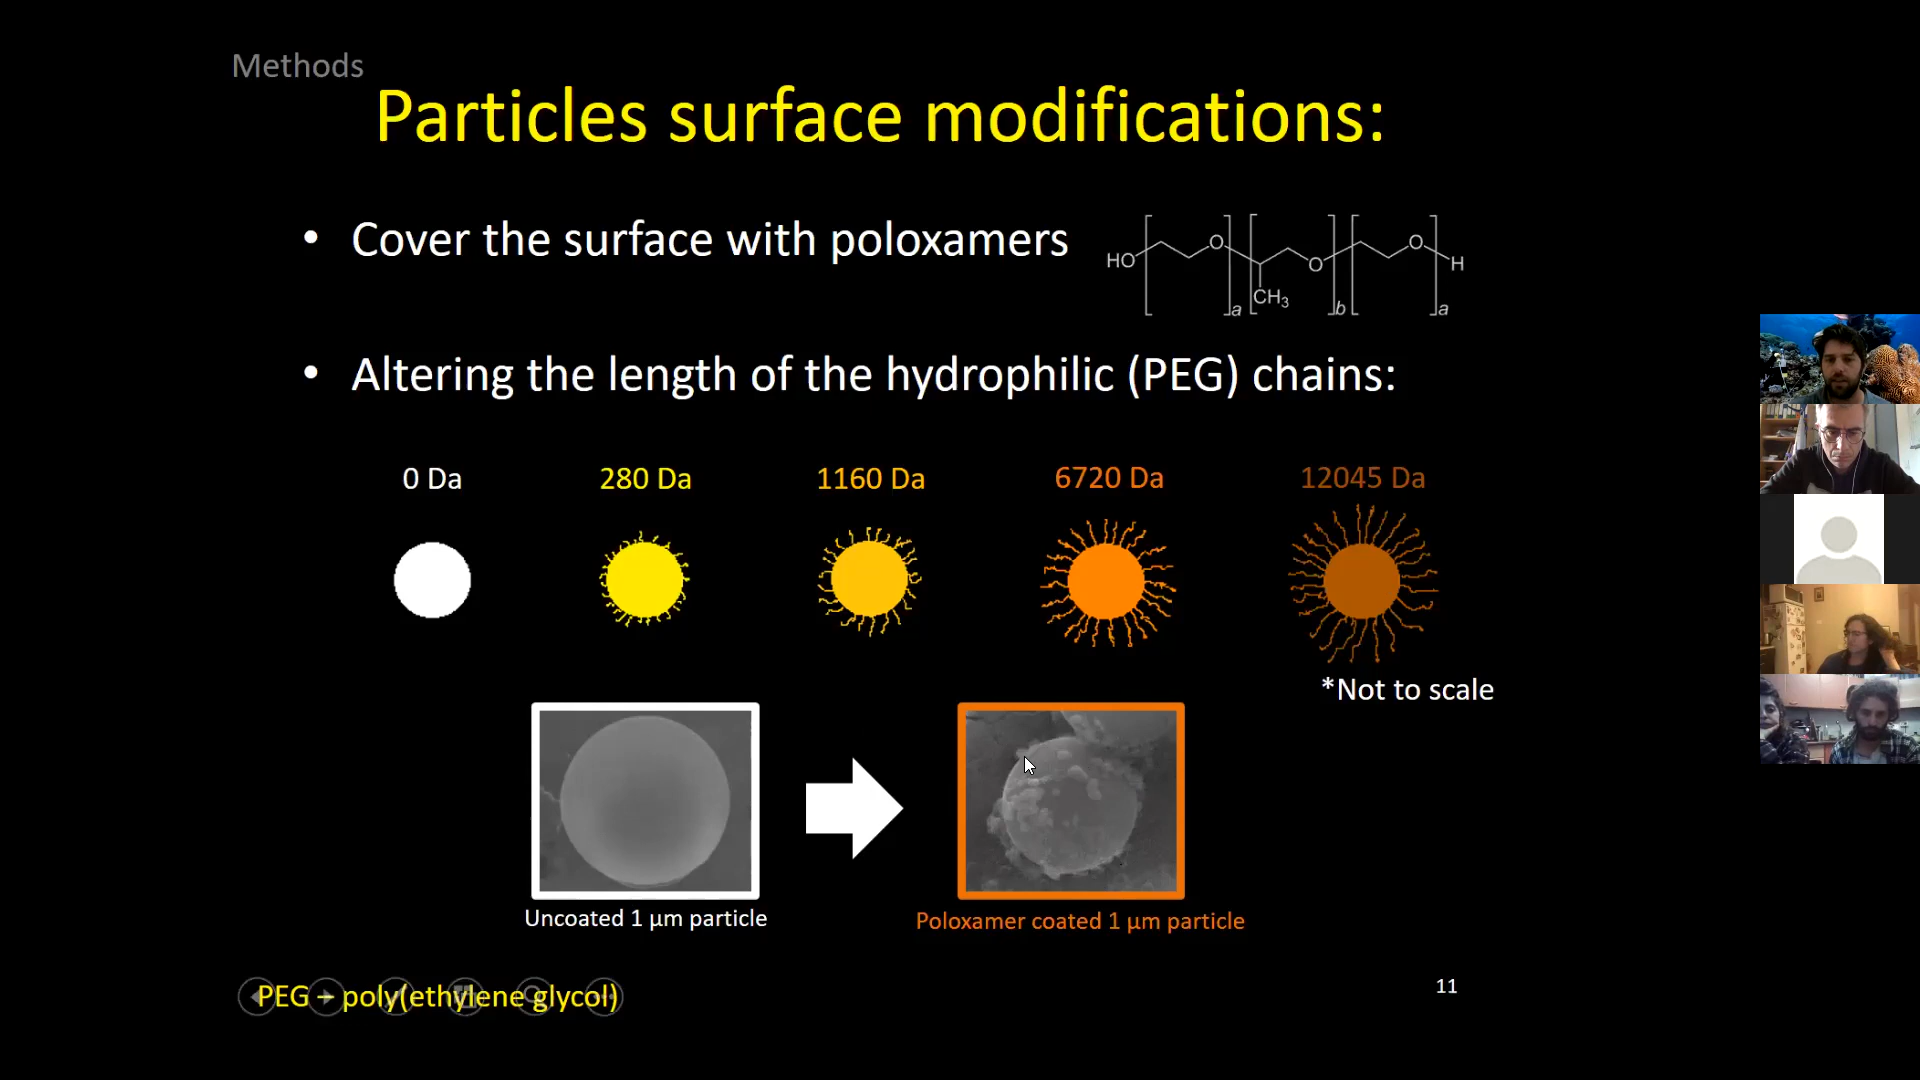 Methods
Particles surface modifications:
• Cover the surface with poloxamers
HO O CH3 O O H
a b a
• Altering the length of the hydrophilic (PEG) chains:
0 Da 280 Da 1160 Da 6720 Da 12045 Da
*Not to scale
Uncoated 1 µm particle
Poloxamer coated 1 µm particle
PEG – poly(ethylene glycol)
11